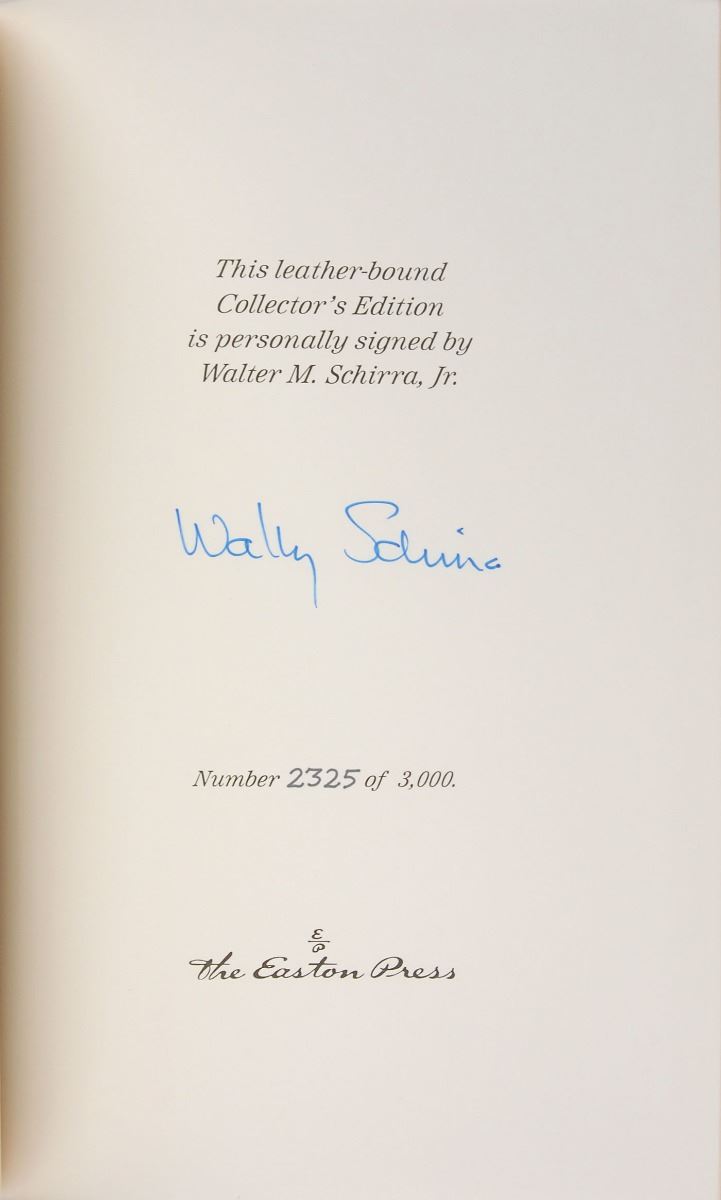 This leather-bound
Collector's Edition
is personally signed by
Walter M. Schirra, Jr.
Wally Schirra
Number 2325 of 3,000.
E
P
the Easton Press